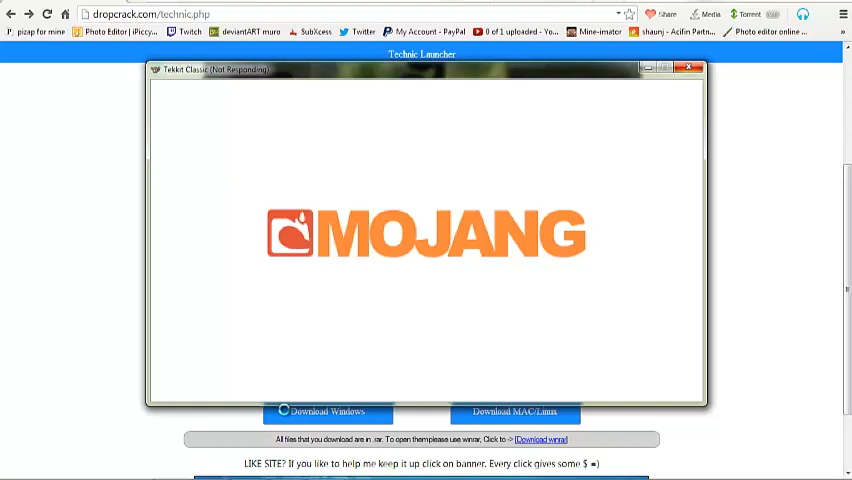 dropcrack.com/technic.php
Share Media Torrent
pizap for mine Photo Editor | iPiccy... Twitch deviantART muro SubXcess Twitter My Account - PayPal 0 of 1 uploaded - Yo... Mine-imator shaunj - Acifin Partn... Photo editor online ...
Technic Launcher
Tekkit Classic (Not Responding)
MOJANG
Download Windows Download MAC/Linux
All files that you download are in .rar. To open themplease use winrar, Click to -> [Download winrar]
LIKE SITE? If you like to help me keep it up click on banner. Every click gives some $ =)